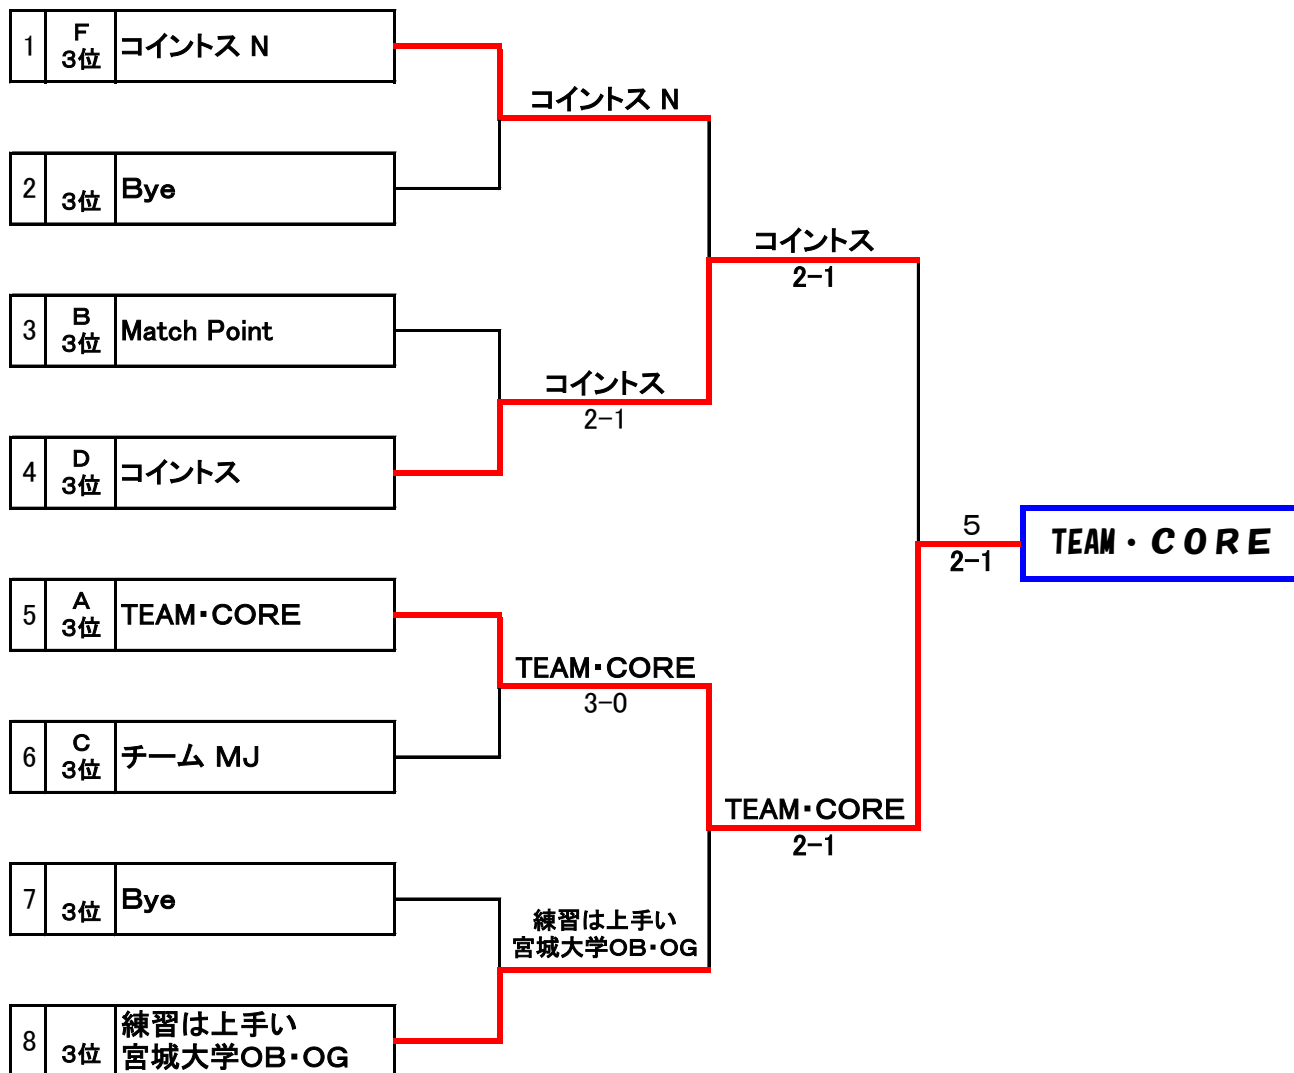 1 F 3位 コイントス N
コイントス N
2 3位 Bye
コイントス
2-1
3 B 3位 Match Point
コイントス
2-1
4 D 3位 コイントス
5
2-1
TEAM・CORE
5 A 3位 TEAM・CORE
TEAM・CORE
3-0
6 C 3位 チーム MJ
TEAM・CORE
2-1
7 3位 Bye
練習は上手い
宮城大学OB・OG
8 3位 練習は上手い
宮城大学OB・OG